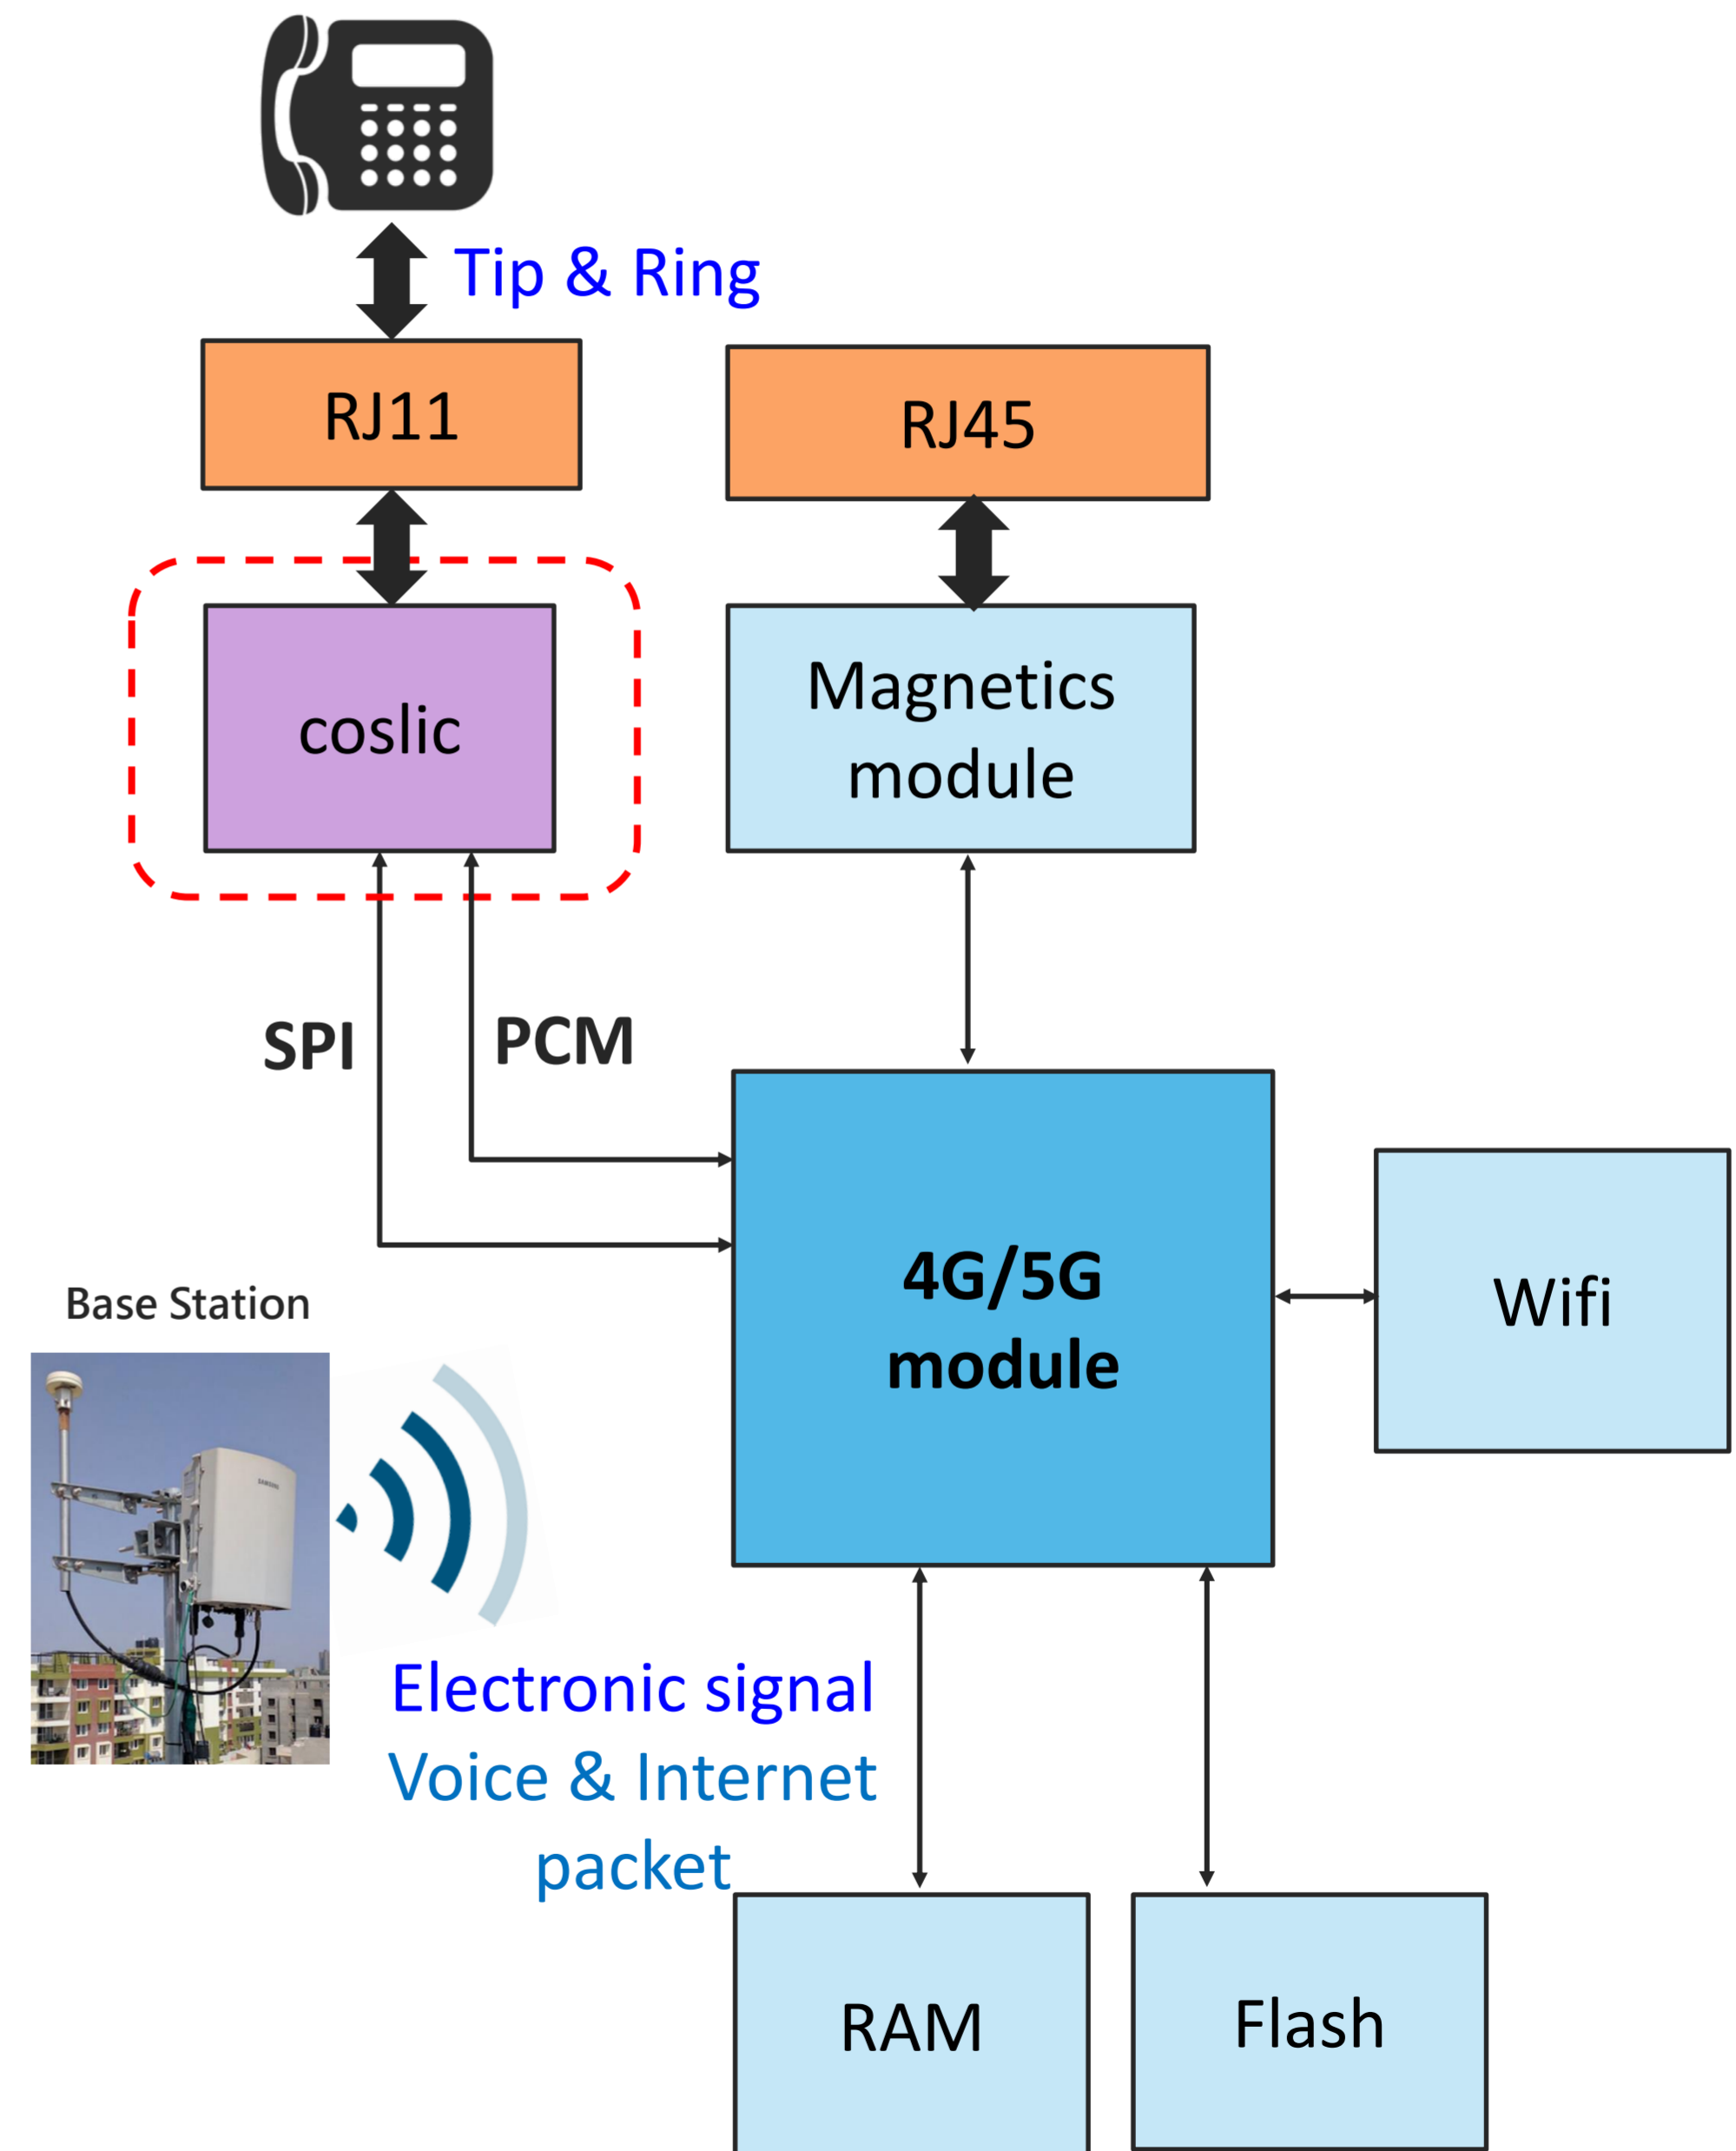 Tip & Ring
RJ11
RJ45
coslic
Magnetics
module
SPI
PCM
4G/5G
module
Wifi
Base Station
SAMSUNG
Electronic signal
Voice & Internet
packet
RAM
Flash